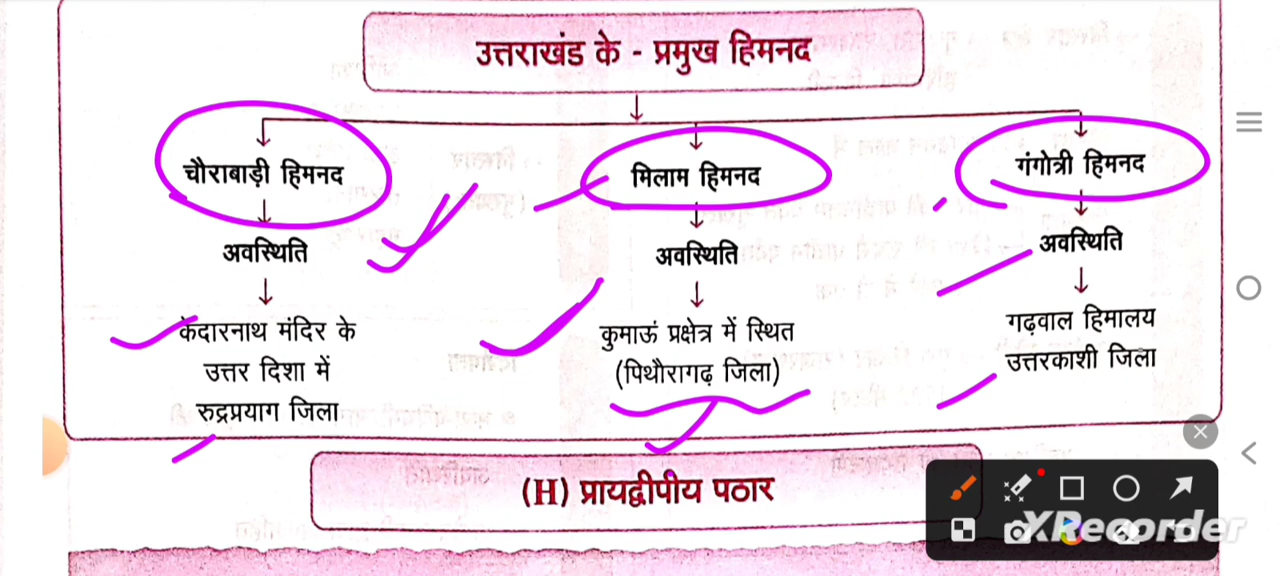 उत्तराखंड के - प्रमुख हिमनद
चौराबाड़ी हिमनद
अवस्थिति
केदारनाथ मंदिर के
उत्तर दिशा में
रुद्रप्रयाग जिला
मिलाम हिमनद
अवस्थिति
कुमाऊं प्रक्षेत्र में स्थित
(पिथौरागढ़ जिला)
गंगोत्री हिमनद
अवस्थिति
गढ़वाल हिमालय
उत्तरकाशी जिला
(H) प्रायद्वीपीय पठार
XRecorder